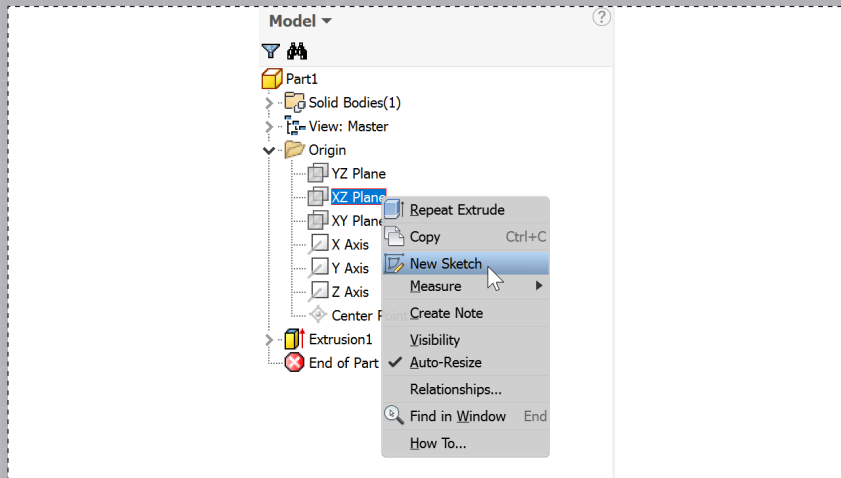 Model
?
Part1
Solid Bodies(1)
View: Master
Origin
YZ Plane
XZ Plane
XY Plane
X Axis
Y Axis
Z Axis
Center Point
Extrusion1
End of Part
Repeat Extrude
Copy Ctrl+C
New Sketch
Measure
Create Note
Visibility
Auto-Resize
Relationships...
Find in Window End
How To...